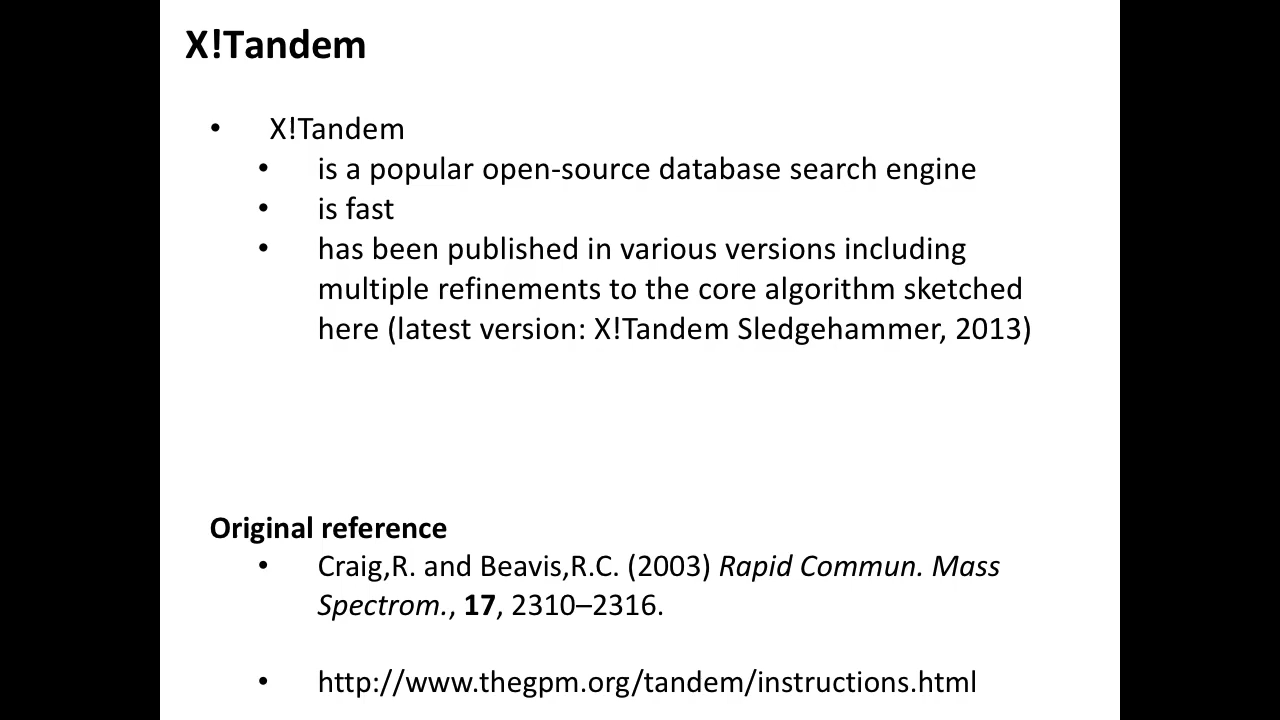 X!Tandem
• X!Tandem
• is a popular open-source database search engine
• is fast
• has been published in various versions including
multiple refinements to the core algorithm sketched
here (latest version: X!Tandem Sledgehammer, 2013)
Original reference
• Craig,R. and Beavis,R.C. (2003) Rapid Commun. Mass
Spectrom., 17, 2310–2316.
• http://www.thegpm.org/tandem/instructions.html